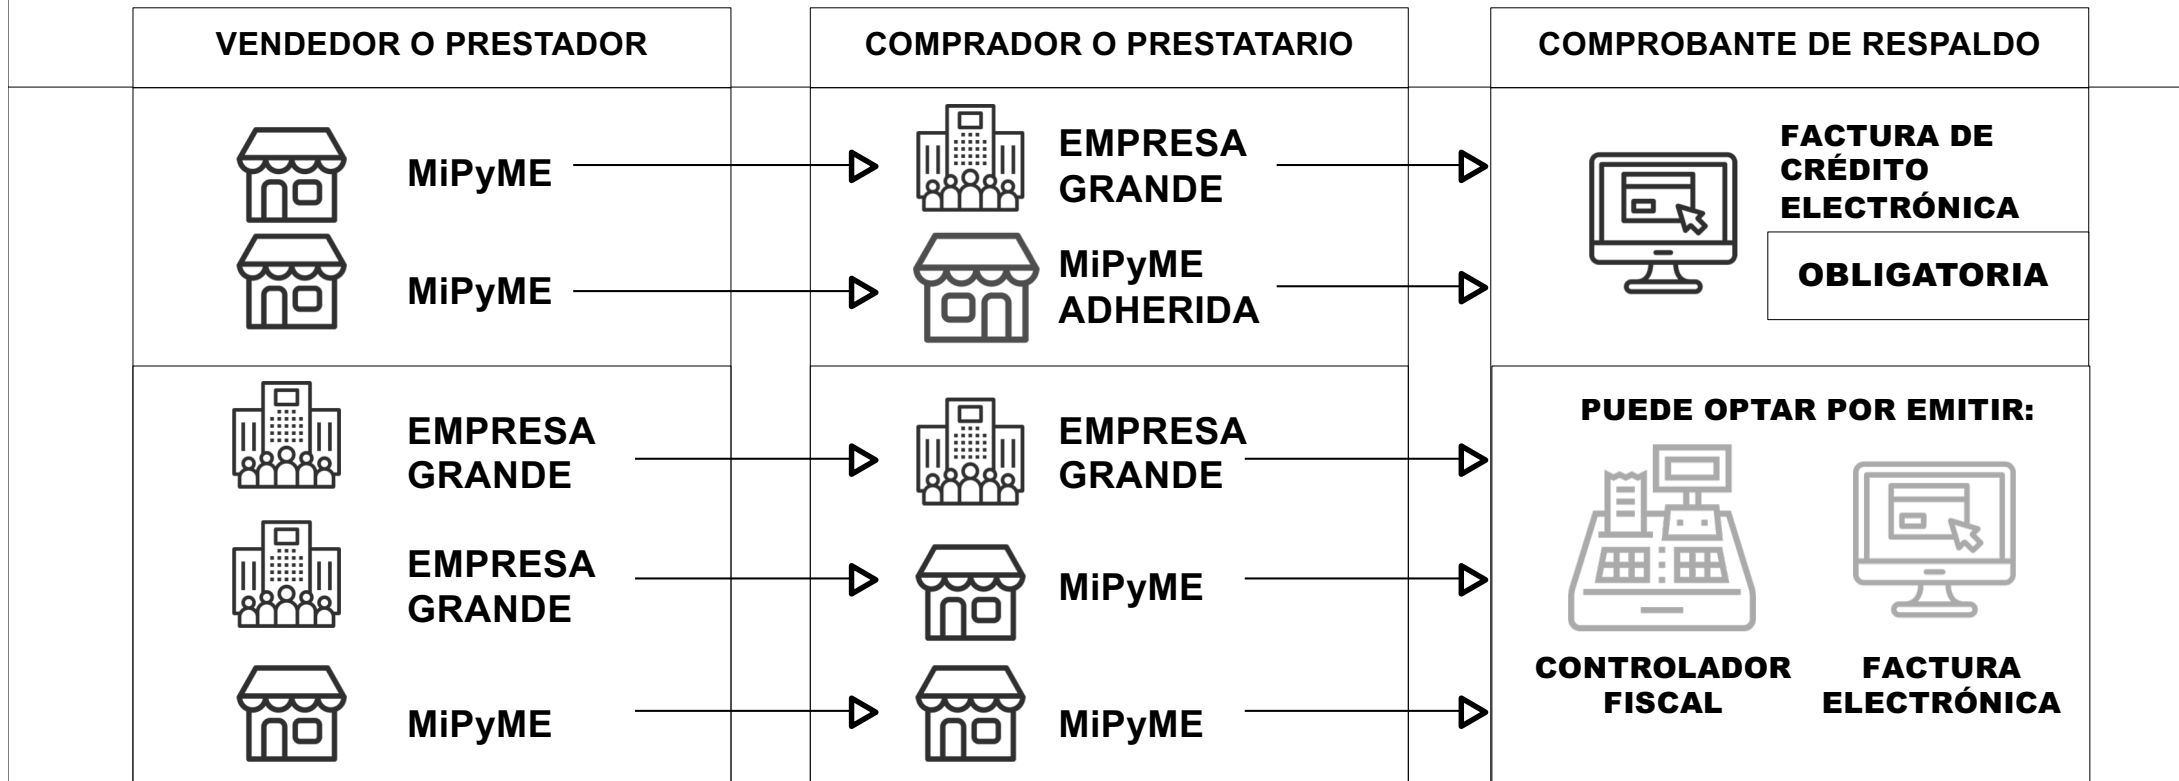 VENDEDOR O PRESTADOR
COMPRADOR O PRESTATARIO
COMPROBANTE DE RESPALDO
MiPyME
EMPRESA
GRANDE
FACTURA DE
CRÉDITO
ELECTRÓNICA
MiPyME
MiPyME
ADHERIDA
OBLIGATORIA
EMPRESA
GRANDE
EMPRESA
GRANDE
PUEDE OPTAR POR EMITIR:
EMPRESA
GRANDE
MiPyME
MiPyME
MiPyME
CONTROLADOR
FISCAL
FACTURA
ELECTRÓNICA